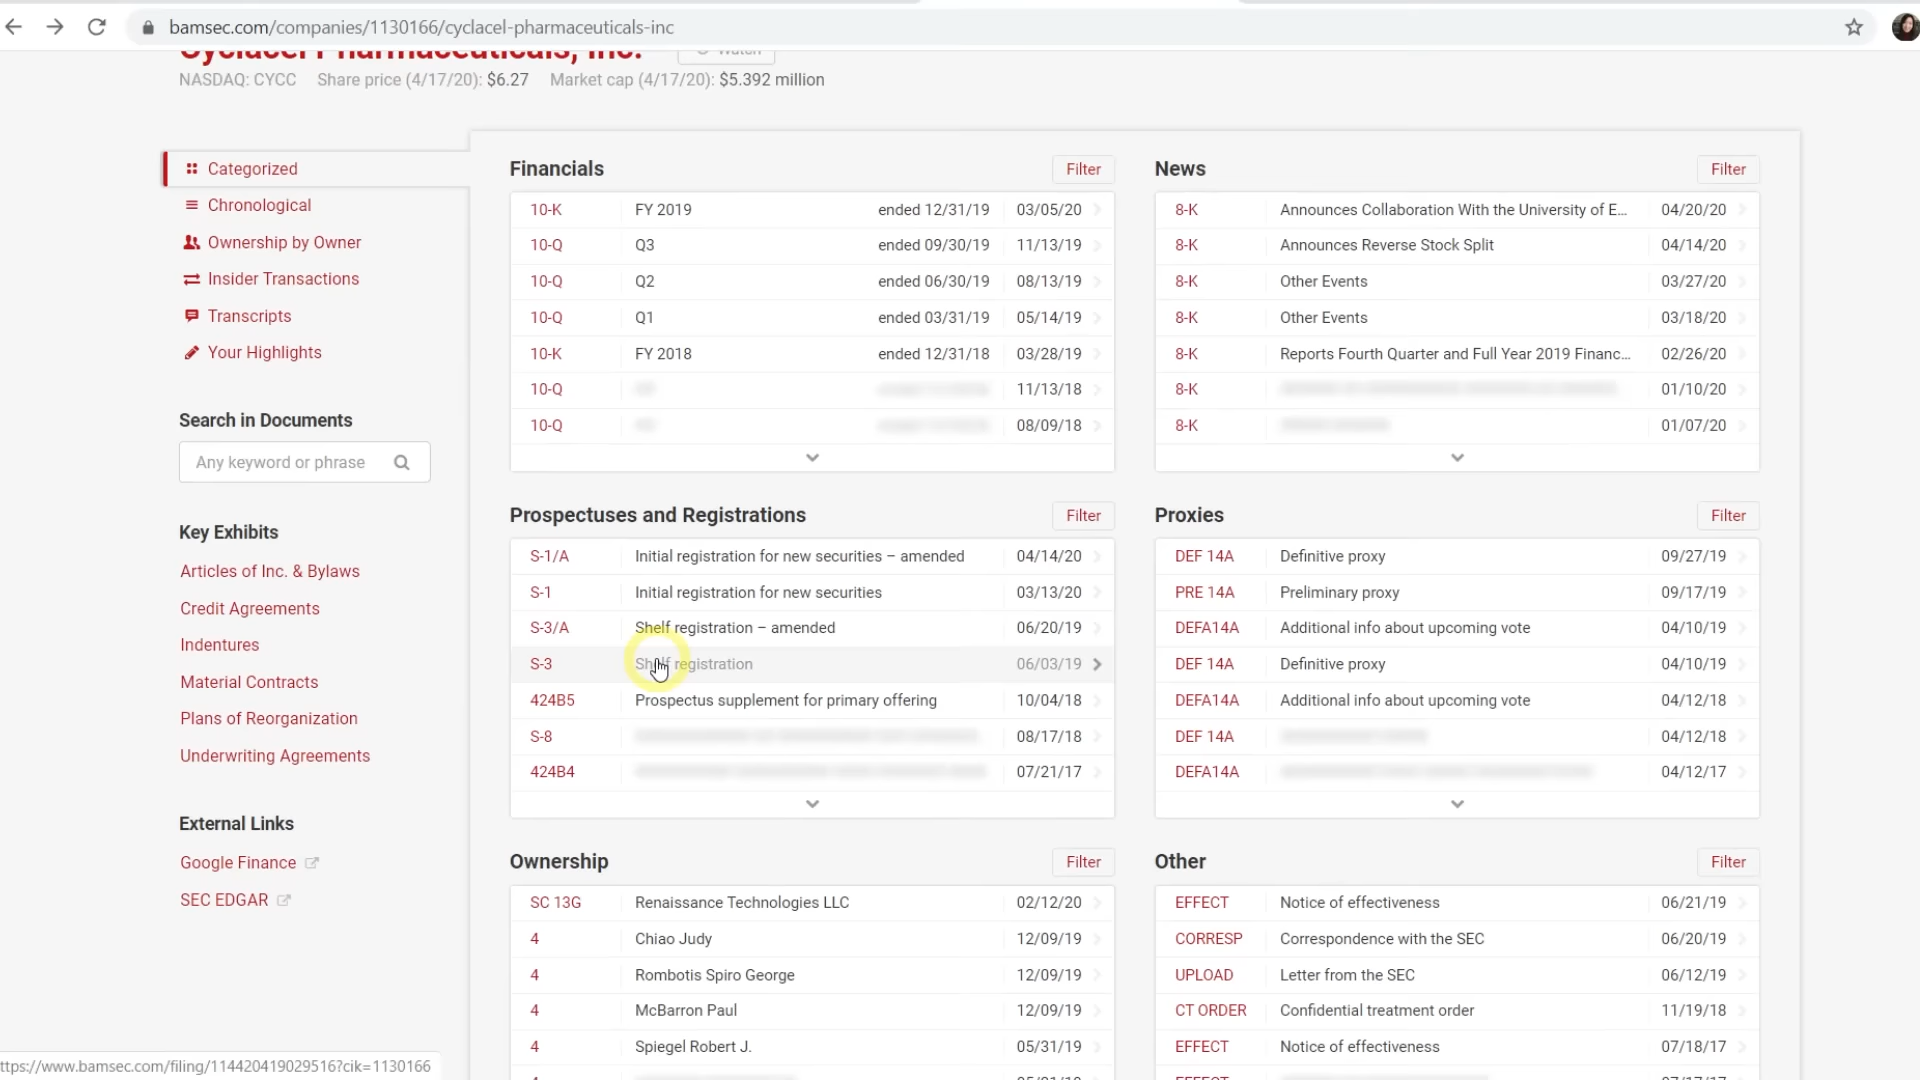 bamsec.com/companies/1130166/cyclacel-pharmaceuticals-inc
Cyclacel Pharmaceuticals, Inc. Watch
NASDAQ: CYCC Share price (4/17/20): $6.27 Market cap (4/17/20): $5.392 million
Categorized
Chronological
Ownership by Owner
Insider Transactions
Transcripts
Your Highlights
Search in Documents
Any keyword or phrase
Key Exhibits
Articles of Inc. & Bylaws
Credit Agreements
Indentures
Material Contracts
Plans of Reorganization
Underwriting Agreements
External Links
Google Finance
SEC EDGAR
Financials Filter
10-K FY 2019 ended 12/31/19 03/05/20
10-Q Q3 ended 09/30/19 11/13/19
10-Q Q2 ended 06/30/19 08/13/19
10-Q Q1 ended 03/31/19 05/14/19
10-K FY 2018 ended 12/31/18 03/28/19
10-Q 11/13/18
10-Q 08/09/18
News Filter
8-K Announces Collaboration With the University of E... 04/20/20
8-K Announces Reverse Stock Split 04/14/20
8-K Other Events 03/27/20
8-K Other Events 03/18/20
8-K Reports Fourth Quarter and Full Year 2019 Financ... 02/26/20
8-K 01/10/20
8-K 01/07/20
Prospectuses and Registrations Filter
S-1/A Initial registration for new securities – amended 04/14/20
S-1 Initial registration for new securities 03/13/20
S-3/A Shelf registration – amended 06/20/19
S-3 Shelf registration 06/03/19
424B5 Prospectus supplement for primary offering 10/04/18
S-8 08/17/18
424B4 07/21/17
Proxies Filter
DEF 14A Definitive proxy 09/27/19
PRE 14A Preliminary proxy 09/17/19
DEFA14A Additional info about upcoming vote 04/10/19
DEF 14A Definitive proxy 04/10/19
DEFA14A Additional info about upcoming vote 04/12/18
DEF 14A 04/12/18
DEFA14A 04/12/17
Ownership Filter
SC 13G Renaissance Technologies LLC 02/12/20
4 Chiao Judy 12/09/19
4 Rombotis Spiro George 12/09/19
4 McBarron Paul 12/09/19
4 Spiegel Robert J. 05/31/19
Other Filter
EFFECT Notice of effectiveness 06/21/19
CORRESP Correspondence with the SEC 06/20/19
UPLOAD Letter from the SEC 06/12/19
CT ORDER Confidential treatment order 11/19/18
EFFECT Notice of effectiveness 07/18/17
ttps://www.bamsec.com/filing/114420419029516?cik=1130166